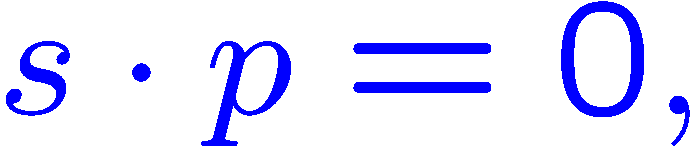 s · p = 0,